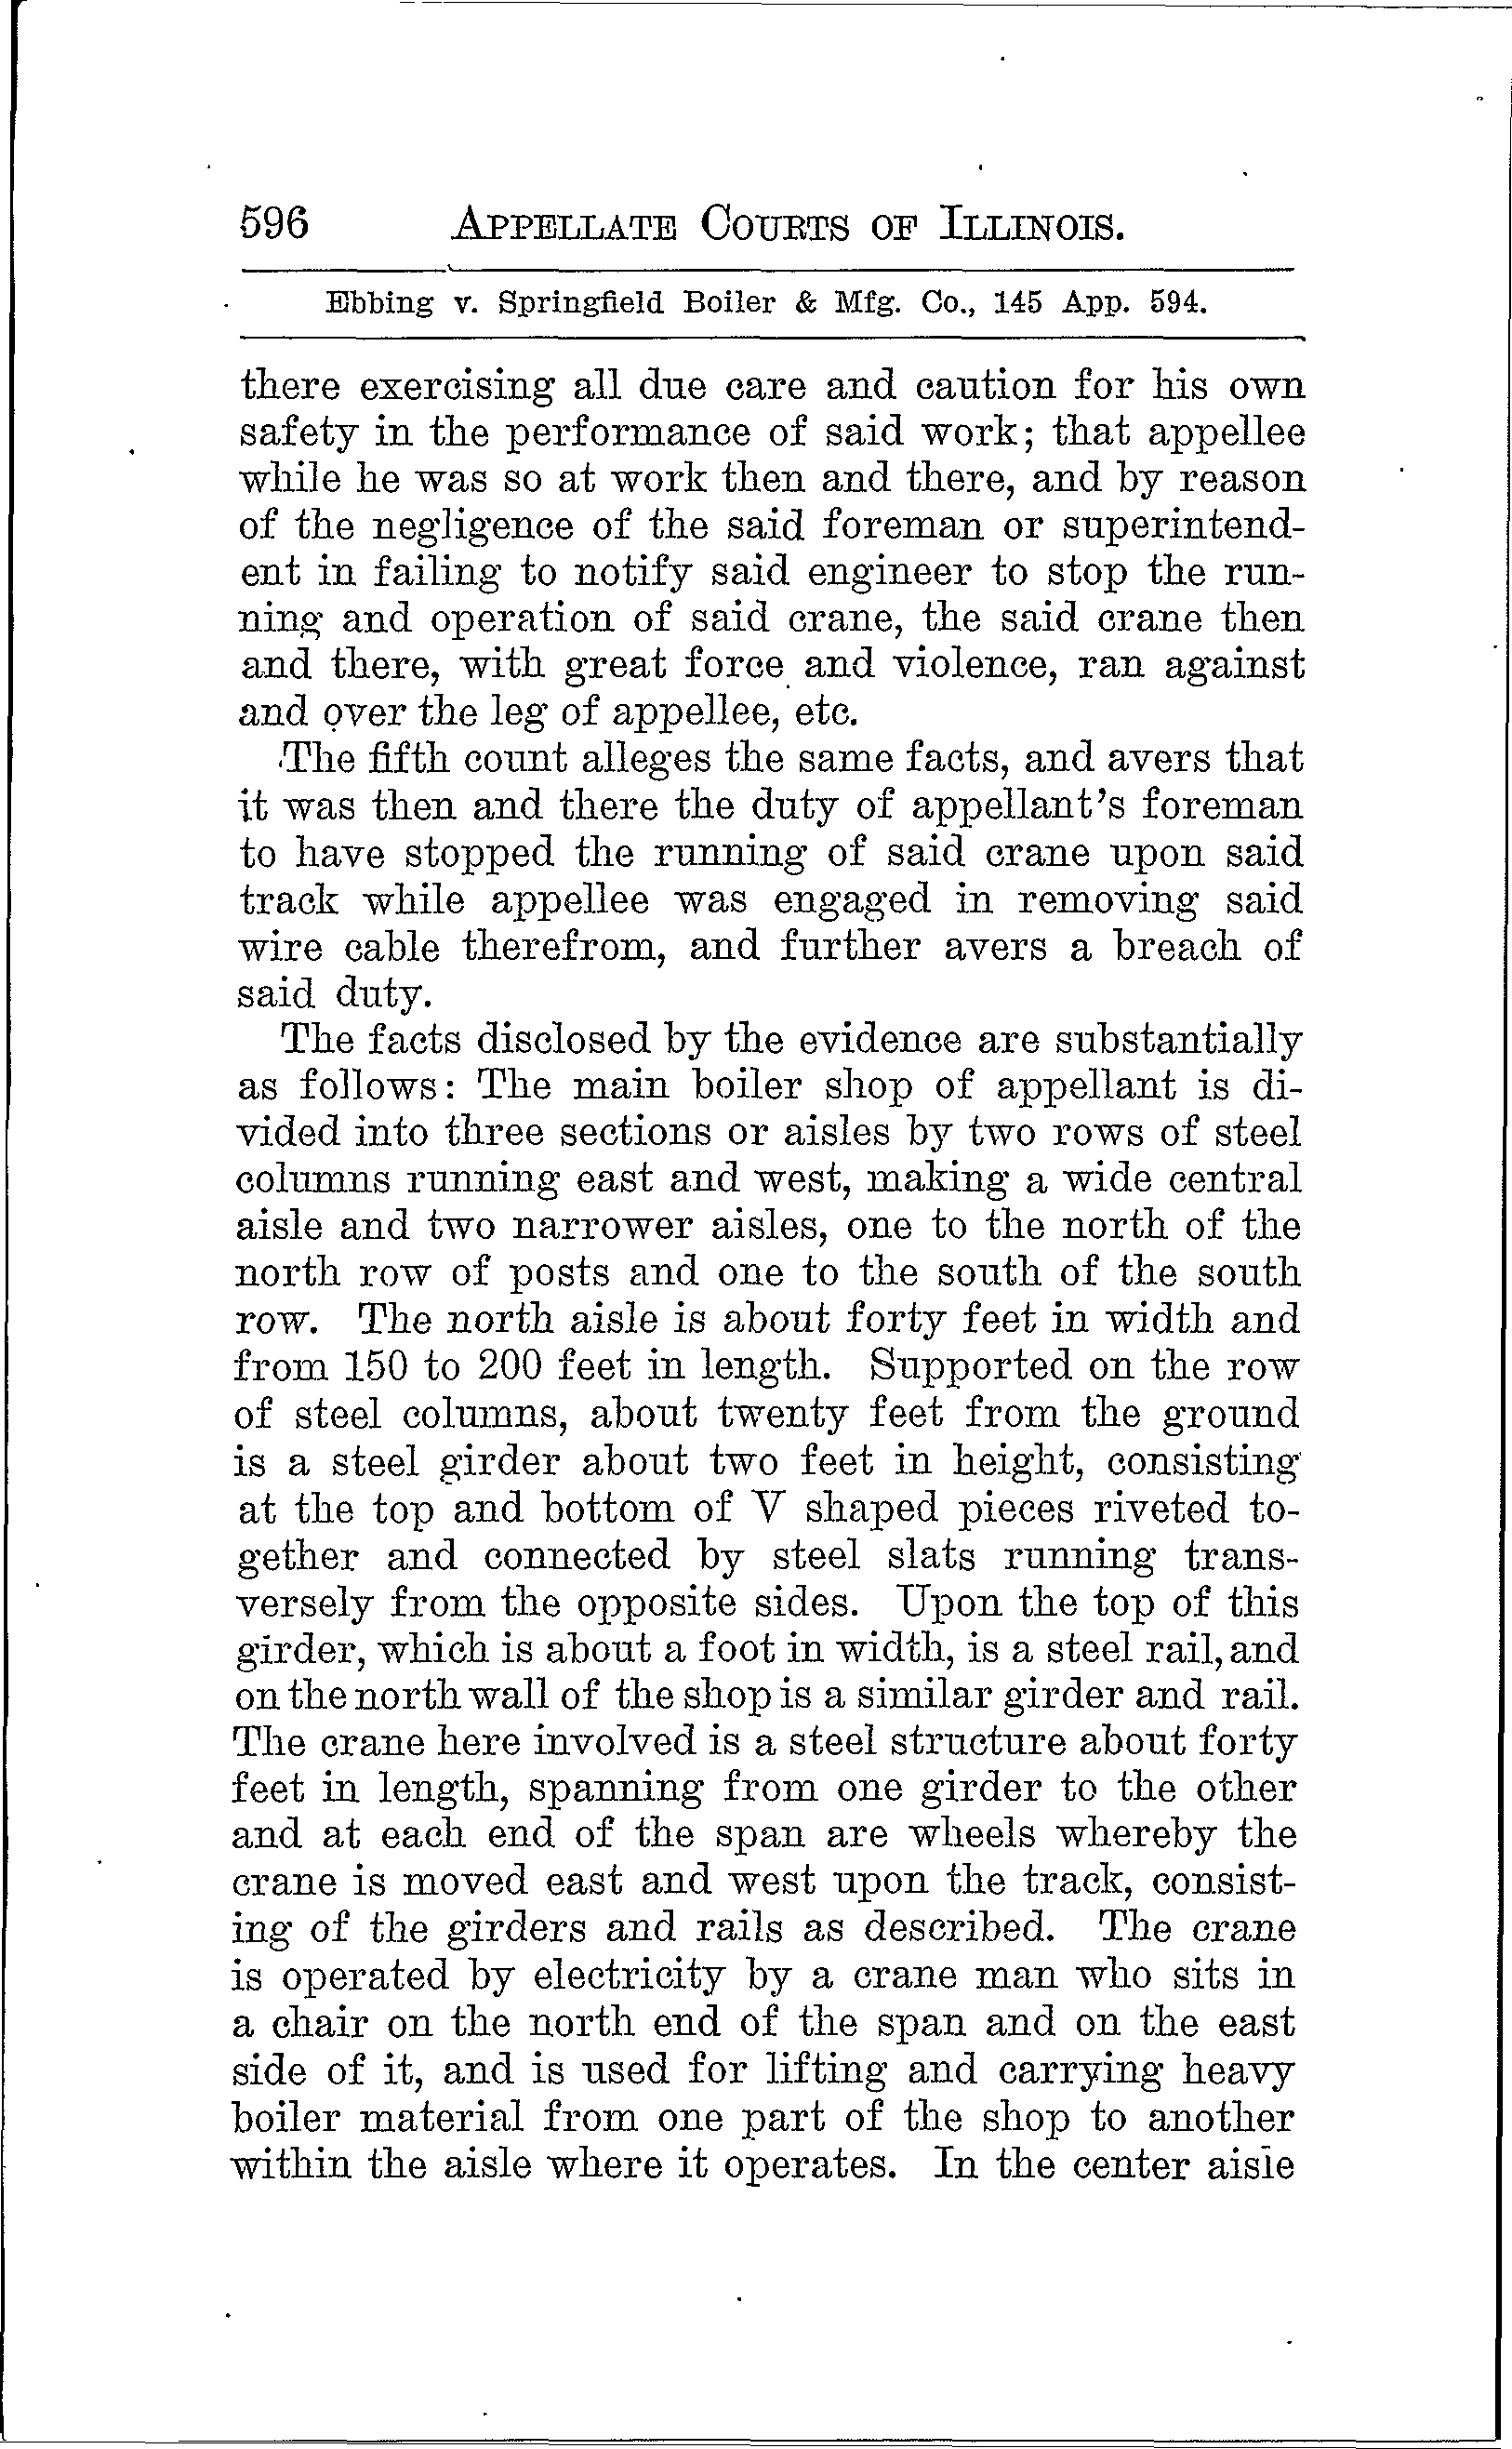 596 APPELLATE COURTS OF ILLINOIS.
Ebbing v. Springfield Boiler & Mfg. Co., 145 App. 594.
there exercising all due care and caution for his own
safety in the performance of said work; that appellee
while he was so at work then and there, and by reason
of the negligence of the said foreman or superintend-
ent in failing to notify said engineer to stop the run-
ning and operation of said crane, the said crane then
and there, with great force and violence, ran against
and over the leg of appellee, etc.
The fifth count alleges the same facts, and avers that
it was then and there the duty of appellant's foreman
to have stopped the running of said crane upon said
track while appellee was engaged in removing said
wire cable therefrom, and further avers a breach of
said duty.
The facts disclosed by the evidence are substantially
as follows: The main boiler shop of appellant is di-
vided into three sections or aisles by two rows of steel
columns running east and west, making a wide central
aisle and two narrower aisles, one to the north of the
north row of posts and one to the south of the south
row. The north aisle is about forty feet in width and
from 150 to 200 feet in length. Supported on the row
of steel columns, about twenty feet from the ground
is a steel girder about two feet in height, consisting
at the top and bottom of V shaped pieces riveted to-
gether and connected by steel slats running trans-
versely from the opposite sides. Upon the top of this
girder, which is about a foot in width, is a steel rail, and
on the north wall of the shop is a similar girder and rail.
The crane here involved is a steel structure about forty
feet in length, spanning from one girder to the other
and at each end of the span are wheels whereby the
crane is moved east and west upon the track, consist-
ing of the girders and rails as described. The crane
is operated by electricity by a crane man who sits in
a chair on the north end of the span and on the east
side of it, and is used for lifting and carrying heavy
boiler material from one part of the shop to another
within the aisle where it operates. In the center aisle